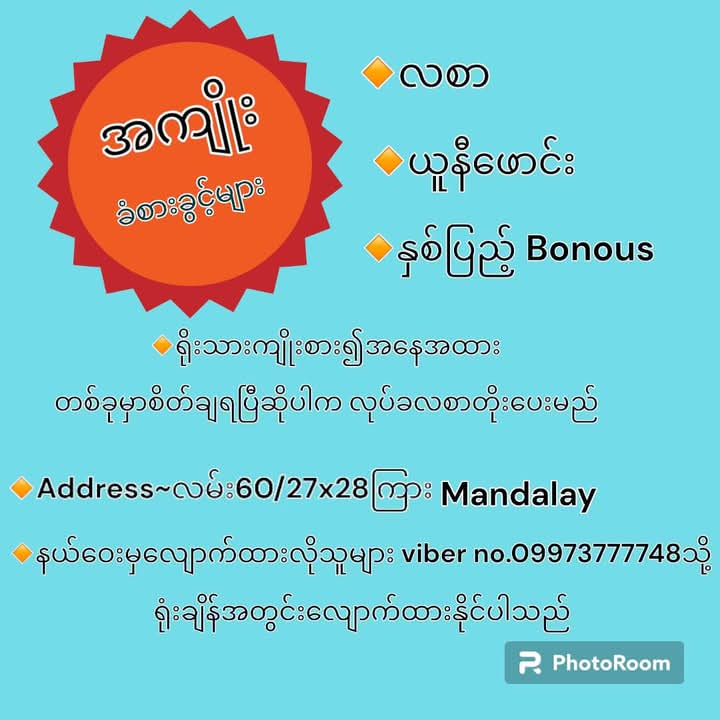 အကျိုး
ခံစားခွင့်များ
🔸လစာ
🔸ယူနီဖောင်း
🔸နှစ်ပြည့် Bonous
🔸ရိုးသားကျိုးစား၍အနေအထား
တစ်ခုမှာစိတ်ချရပြီဆိုပါက လုပ်ခလစာတိုးပေးမည်
🔸Address~လမ်း60/27x28ကြား Mandalay
🔸နယ်ဝေးမှလျောက်ထားလိုသူများ viber no.09973777748သို့
ရုံးချိန်အတွင်းလျောက်ထားနိုင်ပါသည်
PhotoRoom